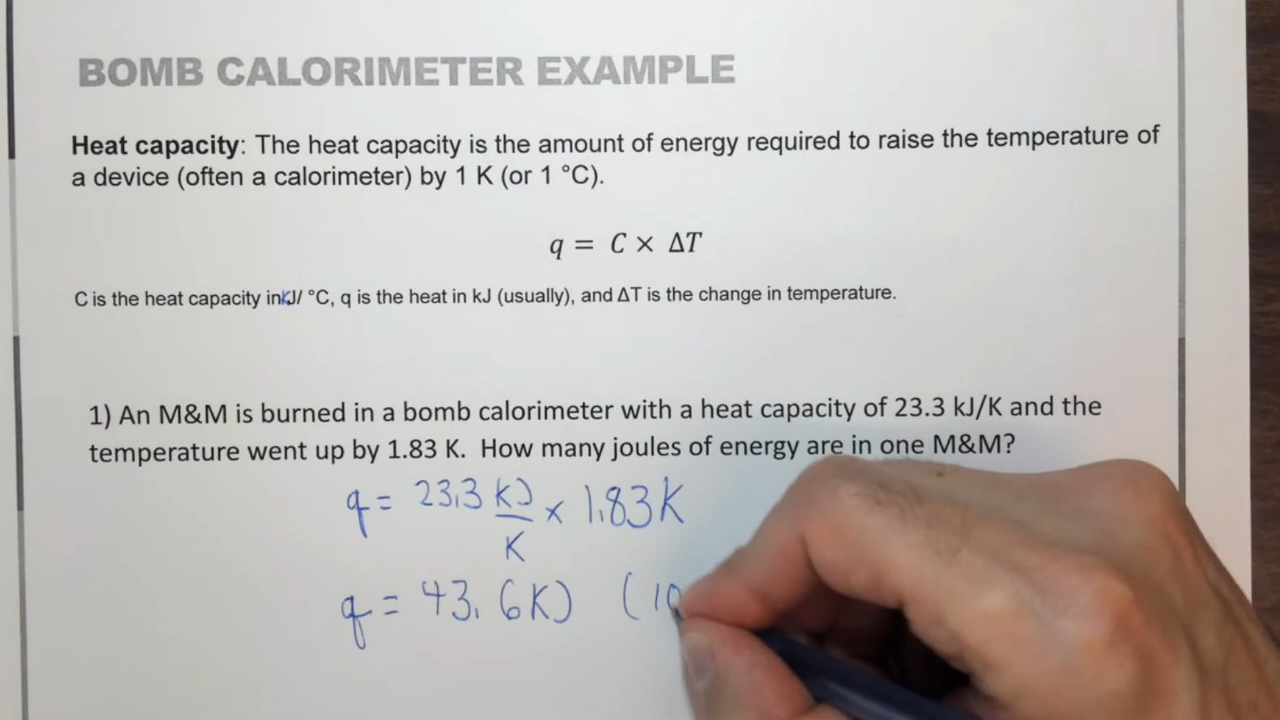 BOMB CALORIMETER EXAMPLE
Heat capacity: The heat capacity is the amount of energy required to raise the temperature of
a device (often a calorimeter) by 1 K (or 1 °C).
q = C × ΔT
C is the heat capacity in KJ/ °C, q is the heat in kJ (usually), and ΔT is the change in temperature.
1) An M&M is burned in a bomb calorimeter with a heat capacity of 23.3 kJ/K and the
temperature went up by 1.83 K. How many joules of energy are in one M&M?
q = 23.3 kJ/K × 1.83K
q = 43.6KJ (10